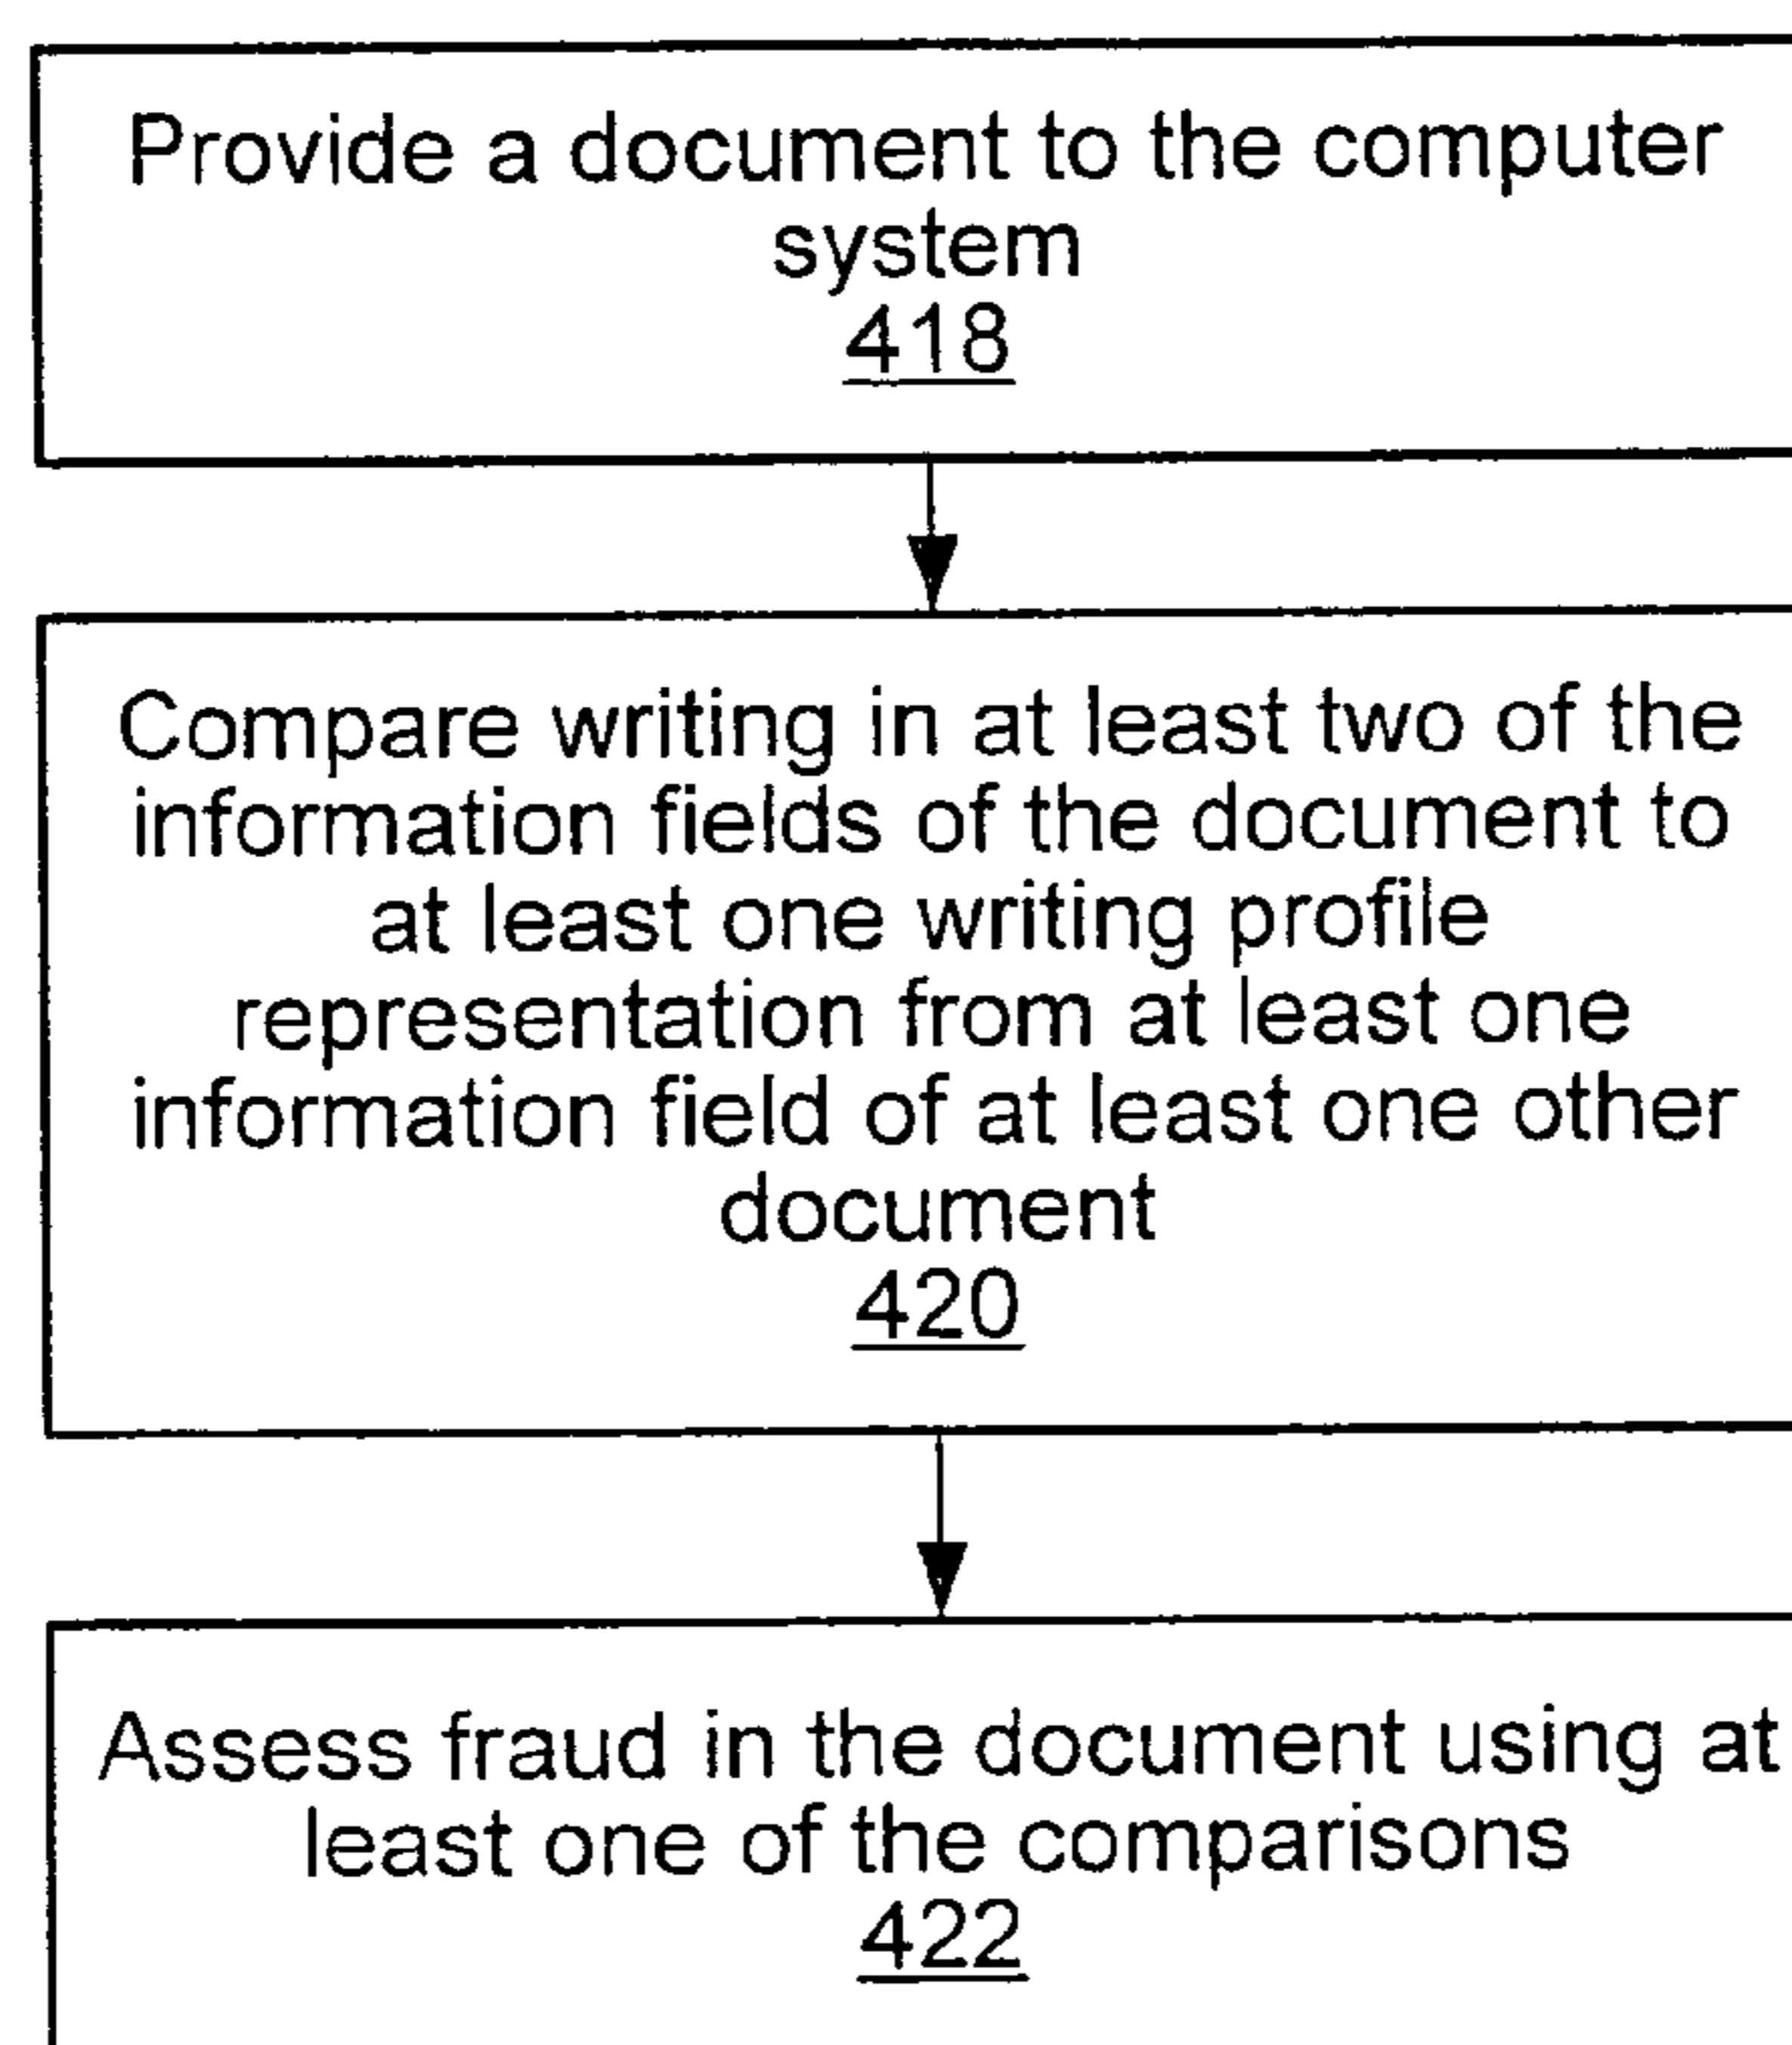 Provide a document to the computer
system
418
Compare writing in at least two of the
information fields of the document to
at least one writing profile
representation from at least one
information field of at least one other
document
420
Assess fraud in the document using at
least one of the comparisons
422